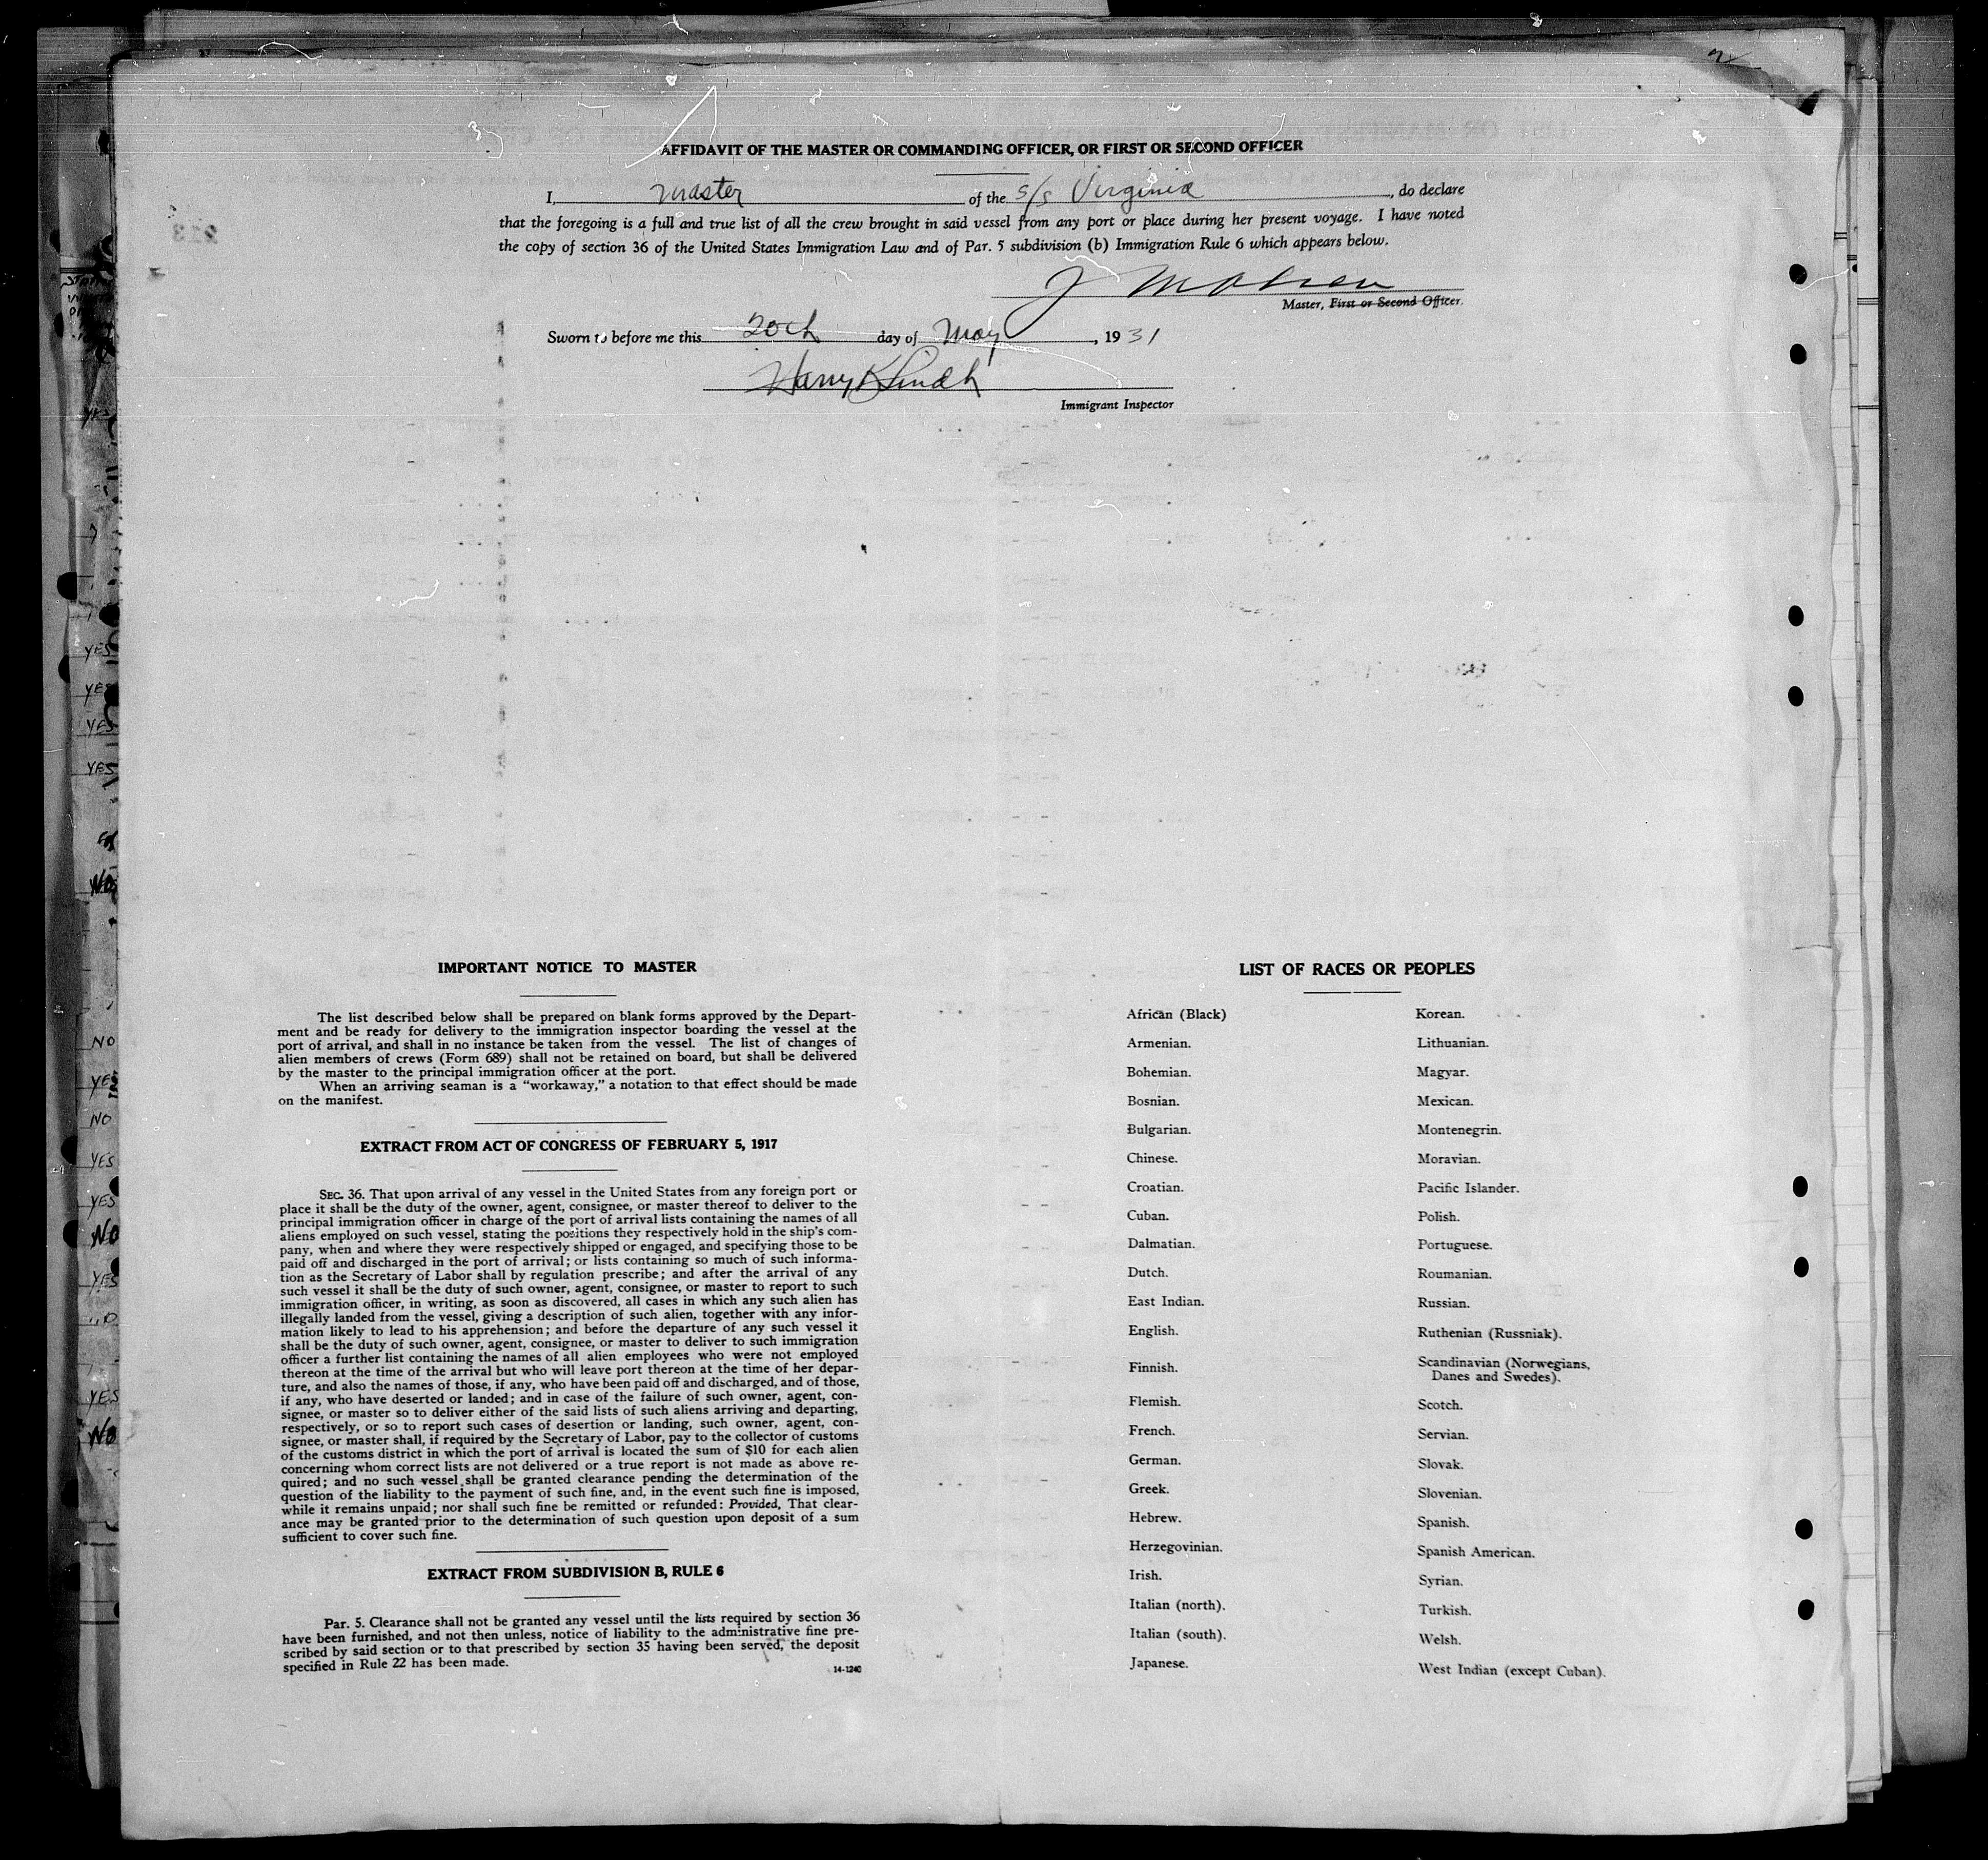 AFFIDAVIT OF THE MASTER OR COMMANDING OFFICER, OR FIRST OR SECOND OFFICER
I, Master of the S/S Virginia, do declare
that the foregoing is a full and true list of all the crew brought in said vessel from any port or place during her present voyage. I have noted
the copy of section 36 of the United States Immigration Law and of Par. 5 subdivision (b) Immigration Rule 6 which appears below.
J
Master, First or Second Officer.
Sworn to before me this 20th day of May, 1931
Harry K
Immigrant Inspector
IMPORTANT NOTICE TO MASTER
The list described below shall be prepared on blank forms approved by the Depart-
ment and be ready for delivery to the immigration inspector boarding the vessel at the
port of arrival, and shall in no instance be taken from the vessel. The list of changes of
alien members of crews (Form 689) shall not be retained on board, but shall be delivered
by the master to the principal immigration officer at the port.
When an arriving seaman is a "workaway," a notation to that effect should be made
on the manifest.
EXTRACT FROM ACT OF CONGRESS OF FEBRUARY 5, 1917
SEC. 36. That upon arrival of any vessel in the United States from any foreign port or
place it shall be the duty of the owner, agent, consignee, or master thereof to deliver to the
principal immigration officer in charge of the port of arrival lists containing the names of all
aliens employed on such vessel, stating the positions they respectively hold in the ship's com-
pany, when and where they were respectively shipped or engaged, and specifying those to be
paid off and discharged in the port of arrival; or lists containing so much of such informa-
tion as the Secretary of Labor shall by regulation prescribe; and after the arrival of any
such vessel it shall be the duty of such owner, agent, consignee, or master to report to such
immigration officer, in writing, as soon as discovered, all cases in which any such alien has
illegally landed from the vessel, giving a description of such alien, together with any infor-
mation likely to lead to his apprehension; and before the departure of any such vessel it
shall be the duty of such owner, agent, consignee, or master to deliver to such immigration
officer a further list containing the names of all alien employees who were not employed
thereon at the time of the arrival but who will leave port thereon at the time of her depar-
ture, and also the names of those, if any, who have been paid off and discharged, and of those,
if any, who have deserted or landed; and in case of the failure of such owner, agent, con-
signee, or master so to deliver either of the said lists of such aliens arriving and departing,
respectively, or so to report such cases of desertion or landing, such owner, agent, con-
signee, or master shall, if required by the Secretary of Labor, pay to the collector of customs
of the customs district in which the port of arrival is located the sum of $10 for each alien
concerning whom correct lists are not delivered or a true report is not made as above re-
quired; and no such vessel shall be granted clearance pending the determination of the
question of the liability to the payment of such fine, and, in the event such fine is imposed,
while it remains unpaid; nor shall such fine be remitted or refunded: Provided, That clear-
ance may be granted prior to the determination of such question upon deposit of a sum
sufficient to cover such fine.
EXTRACT FROM SUBDIVISION B, RULE 6
Par. 5. Clearance shall not be granted any vessel until the lists required by section 36
have been furnished, and not then unless, notice of liability to the administrative fine pre-
scribed by said section or to that prescribed by section 35 having been served, the deposit
specified in Rule 22 has been made.
14-1240
LIST OF RACES OR PEOPLES
African (Black)
Armenian.
Bohemian.
Bosnian.
Bulgarian.
Chinese.
Croatian.
Cuban.
Dalmatian.
Dutch.
East Indian.
English.
Finnish.
Flemish.
French.
German.
Greek.
Hebrew.
Herzegovinian.
Irish.
Italian (north).
Italian (south).
Japanese.
Korean.
Lithuanian.
Magyar.
Mexican.
Montenegrin.
Moravian.
Pacific Islander.
Polish.
Portuguese.
Roumanian.
Russian.
Ruthenian (Russniak).
Scandinavian (Norwegians,
Danes and Swedes).
Scotch.
Servian.
Slovak.
Slovenian.
Spanish.
Spanish American.
Syrian.
Turkish.
Welsh.
West Indian (except Cuban).
YES
YES
YES
YES
YES
NO
NO
YES
NO
YES
YES
NO
YES
YES
NO